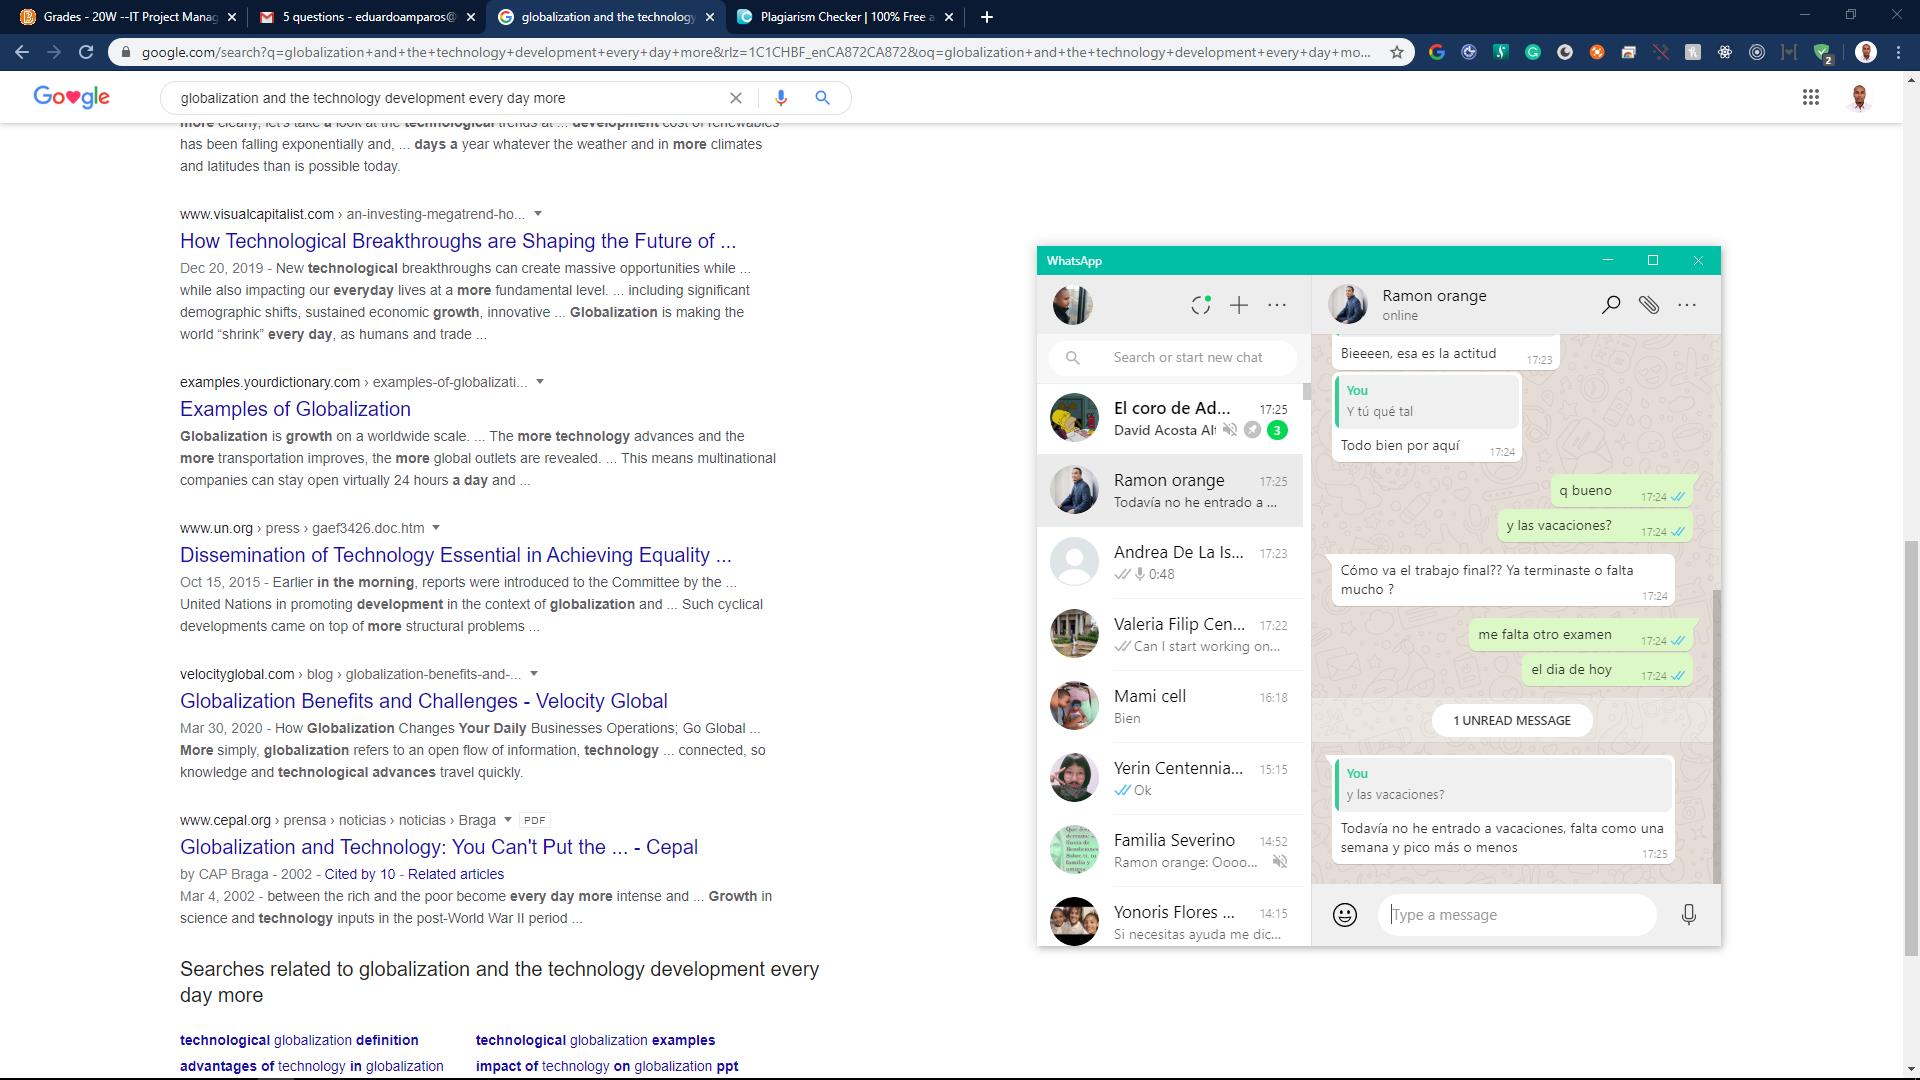 Grades - 20W --IT Project Manag
5 questions - eduardoamparos@
globalization and the technology
Plagiarism Checker | 100% Free a
google.com/search?q=globalization+and+the+technology+development+every+day+more&rlz=1C1CHBF_enCA872CA872&oq=globalization+and+the+technology+development+every+day+mo...
2
Google
globalization and the technology development every day more
more clearly, let's take a look at the technological trends at ... development cost of renewables
has been falling exponentially and, ... days a year whatever the weather and in more climates
and latitudes than is possible today.
www.visualcapitalist.com › an-investing-megatrend-ho...
How Technological Breakthroughs are Shaping the Future of ...
Dec 20, 2019 - New technological breakthroughs can create massive opportunities while ...
while also impacting our everyday lives at a more fundamental level. ... including significant
demographic shifts, sustained economic growth, innovative ... Globalization is making the
world “shrink” every day, as humans and trade ...
examples.yourdictionary.com › examples-of-globalizati...
Examples of Globalization
Globalization is growth on a worldwide scale. ... The more technology advances and the
more transportation improves, the more global outlets are revealed. ... This means multinational
companies can stay open virtually 24 hours a day and ...
www.un.org › press › gaef3426.doc.htm
Dissemination of Technology Essential in Achieving Equality ...
Oct 15, 2015 - Earlier in the morning, reports were introduced to the Committee by the ...
United Nations in promoting development in the context of globalization and ... Such cyclical
developments came on top of more structural problems ...
velocityglobal.com › blog › globalization-benefits-and-...
Globalization Benefits and Challenges - Velocity Global
Mar 30, 2020 - How Globalization Changes Your Daily Businesses Operations; Go Global ...
More simply, globalization refers to an open flow of information, technology ... connected, so
knowledge and technological advances travel quickly.
www.cepal.org › prensa › noticias › noticias › Braga PDF
Globalization and Technology: You Can't Put the ... - Cepal
by CAP Braga - 2002 - Cited by 10 - Related articles
Mar 4, 2002 - between the rich and the poor become every day more intense and ... Growth in
science and technology inputs in the post-World War II period ...
Searches related to globalization and the technology development every
day more
technological globalization definition
technological globalization examples
advantages of technology in globalization
impact of technology on globalization ppt
WhatsApp
Search or start new chat
El coro de Ad... 17:25
David Acosta Alt 3
Ramon orange 17:25
Todavía no he entrado a ...
Andrea De La Is... 17:23
0:48
Valeria Filip Cen... 17:22
Can I start working on...
Mami cell 16:18
Bien
Yerin Centennia... 15:15
Ok
Familia Severino 14:52
Ramon orange: Oooo...
Yonoris Flores ... 14:15
Si necesitas ayuda me dic...
Ramon orange
online
Bieeeen, esa es la actitud 17:23
You
Y tú qué tal
Todo bien por aquí 17:24
q bueno 17:24
y las vacaciones? 17:24
Cómo va el trabajo final?? Ya terminaste o falta
mucho ? 17:24
me falta otro examen 17:24
el dia de hoy 17:24
1 UNREAD MESSAGE
You
y las vacaciones?
Todavía no he entrado a vacaciones, falta como una
semana y pico más o menos 17:25
Type a message